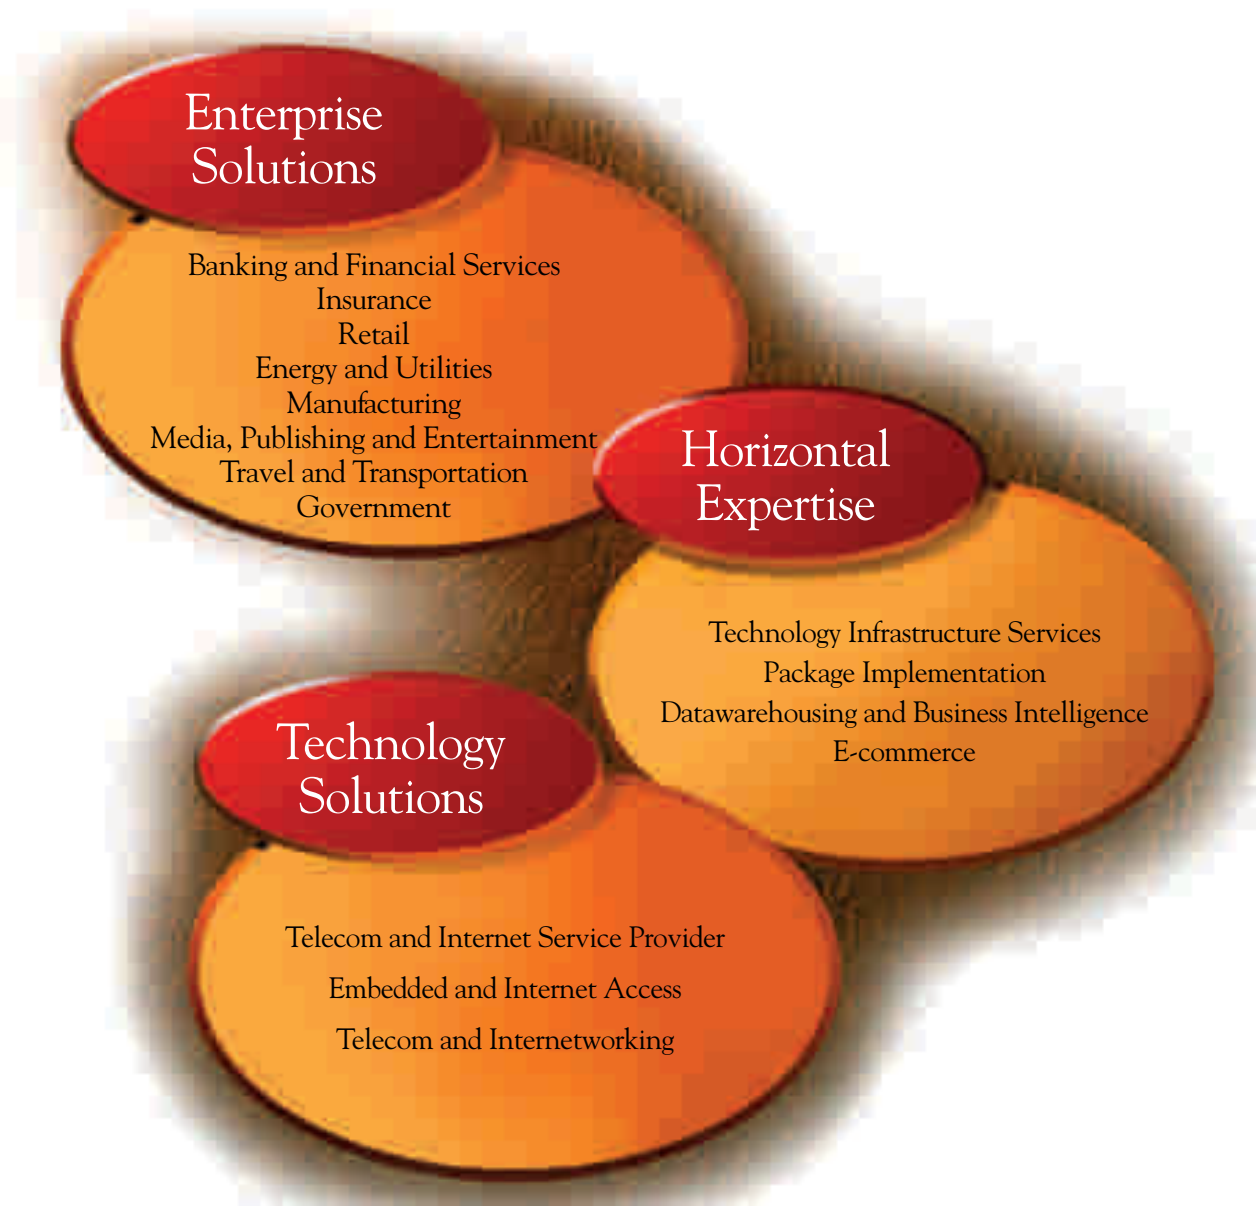 Enterprise
Solutions
Banking and Financial Services
Insurance
Retail
Energy and Utilities
Manufacturing
Media, Publishing and Entertainment
Travel and Transportation
Government
Horizontal
Expertise
Technology Infrastructure Services
Package Implementation
Datawarehousing and Business Intelligence
E-commerce
Technology
Solutions
Telecom and Internet Service Provider
Embedded and Internet Access
Telecom and Internetworking